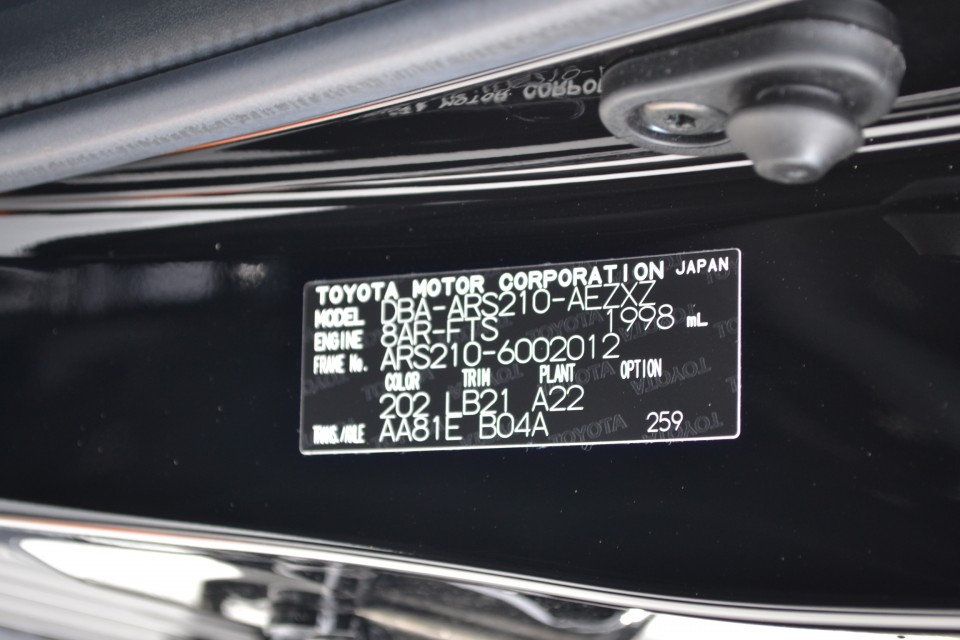 TOYOTA MOTOR CORPORATION JAPAN
MODEL DBA-ARS210-AEZXZ
ENGINE 8AR-FTS 1998 mL
FRAME No. ARS210-6002012
COLOR TRIM PLANT OPTION
202 LB21 A22
TRANS./AXLE AA81E B04A 259